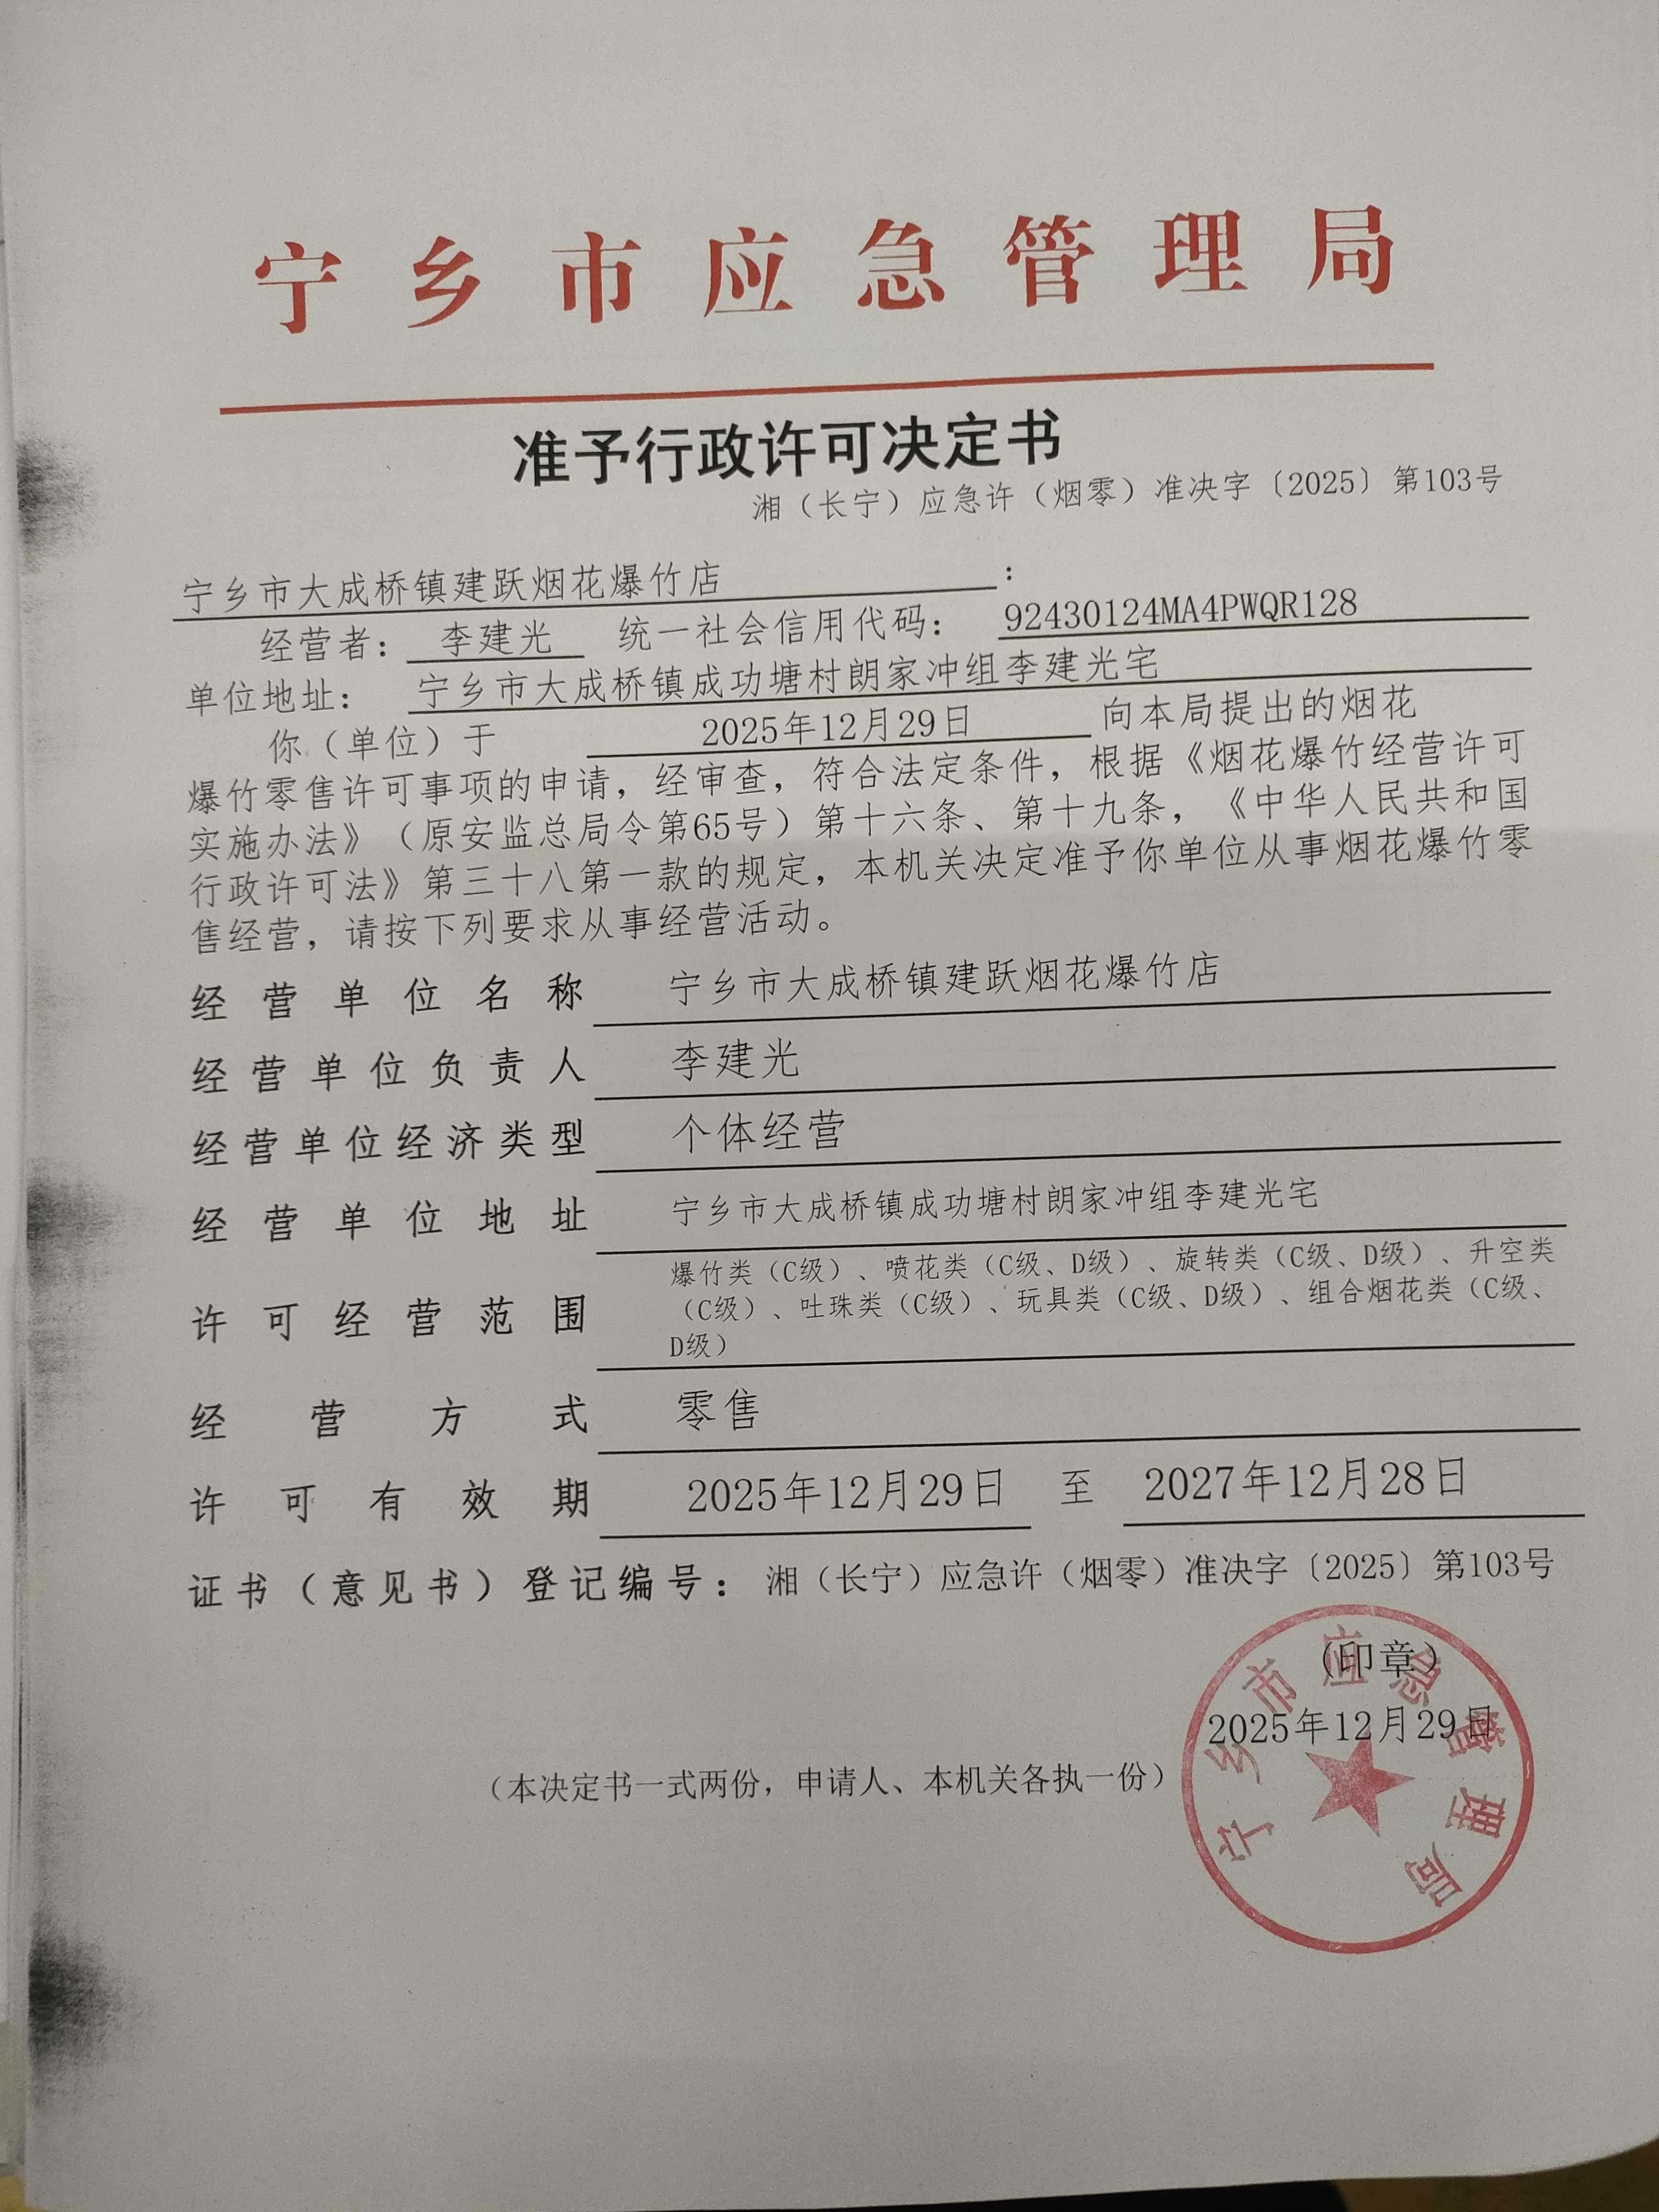 宁乡市应急管理局
准予行政许可决定书
湘（长宁）应急许（烟零）准决字〔2025〕第103号
宁乡市大成桥镇建跃烟花爆竹店：
经营者：李建光 统一社会信用代码：92430124MA4PWQR128
单位地址：宁乡市大成桥镇成功塘村朗家冲组李建光宅
你（单位）于 2025年12月29日 向本局提出的烟花
爆竹零售许可事项的申请，经审查，符合法定条件，根据《烟花爆竹经营许可
实施办法》（原安监总局令第65号）第十六条、第十九条，《中华人民共和国
行政许可法》第三十八第一款的规定，本机关决定准予你单位从事烟花爆竹零
售经营，请按下列要求从事经营活动。
经营单位名称 宁乡市大成桥镇建跃烟花爆竹店
经营单位负责人 李建光
经营单位经济类型 个体经营
经营单位地址 宁乡市大成桥镇成功塘村朗家冲组李建光宅
爆竹类（C级）、喷花类（C级、D级）、旋转类（C级、D级）、升空类
许可经营范围 （C级）、吐珠类（C级）、玩具类（C级、D级）、组合烟花类（C级、
D级）
经营方式 零售
许可有效期 2025年12月29日 至 2027年12月28日
证书（意见书）登记编号：湘（长宁）应急许（烟零）准决字〔2025〕第103号
（印章）
2025年12月29日
（本决定书一式两份，申请人、本机关各执一份）
宁乡市应急管理局